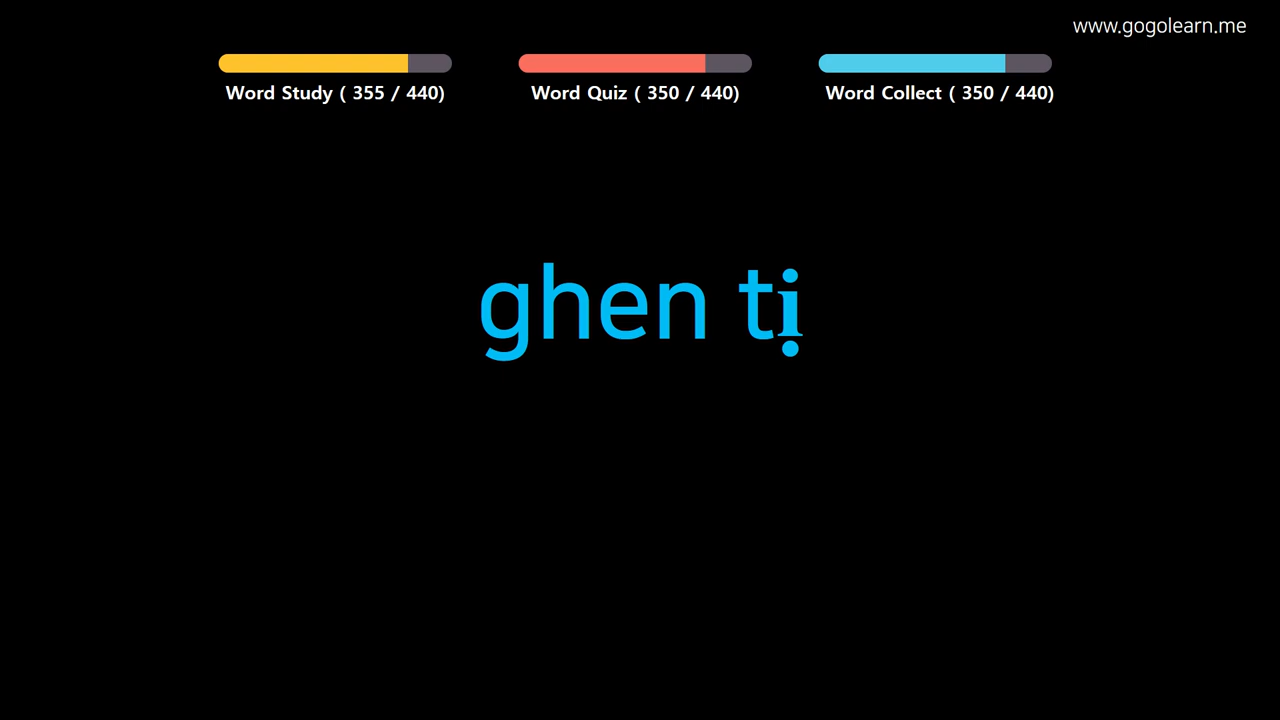 www.gogolearn.me
Word Study ( 355 / 440)
Word Quiz ( 350 / 440)
Word Collect ( 350 / 440)
ghen tị